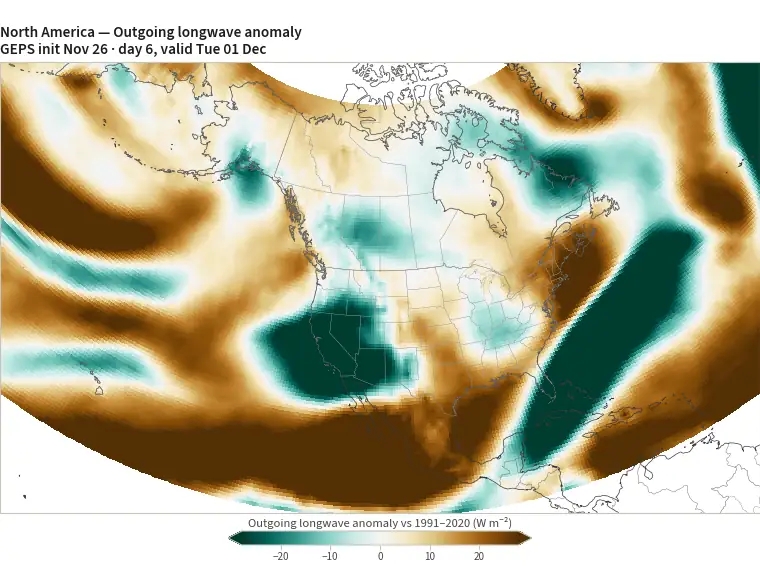 North America — Outgoing longwave anomaly
GEPS init Nov 26 · day 6, valid Tue 01 Dec
Outgoing longwave anomaly vs 1991–2020 (W m⁻²)
−20 −10 0 10 20